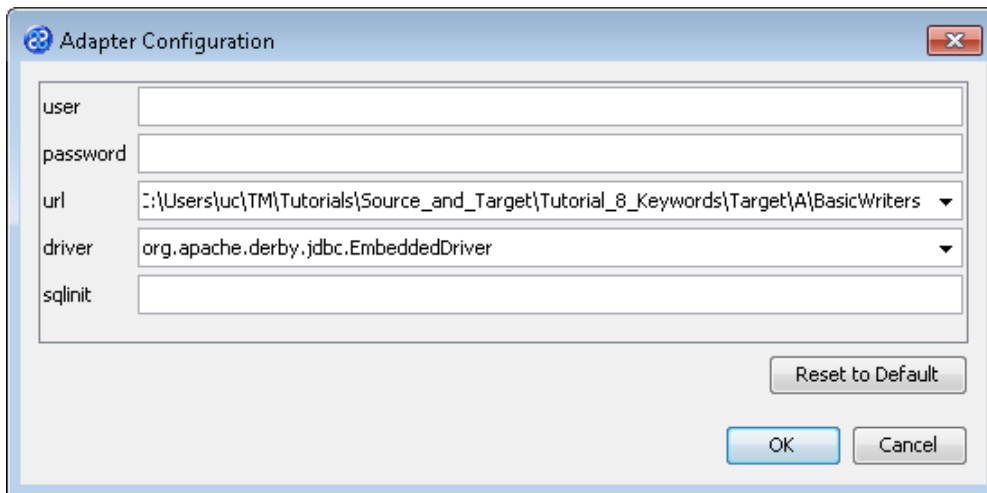 Adapter Configuration
user
password
url :\Users\uc\TM\Tutorials\Source_and_Target\Tutorial_8_Keywords\Target\A\BasicWriters
driver org.apache.derby.jdbc.EmbeddedDriver
sqlinit
Reset to Default
OK Cancel